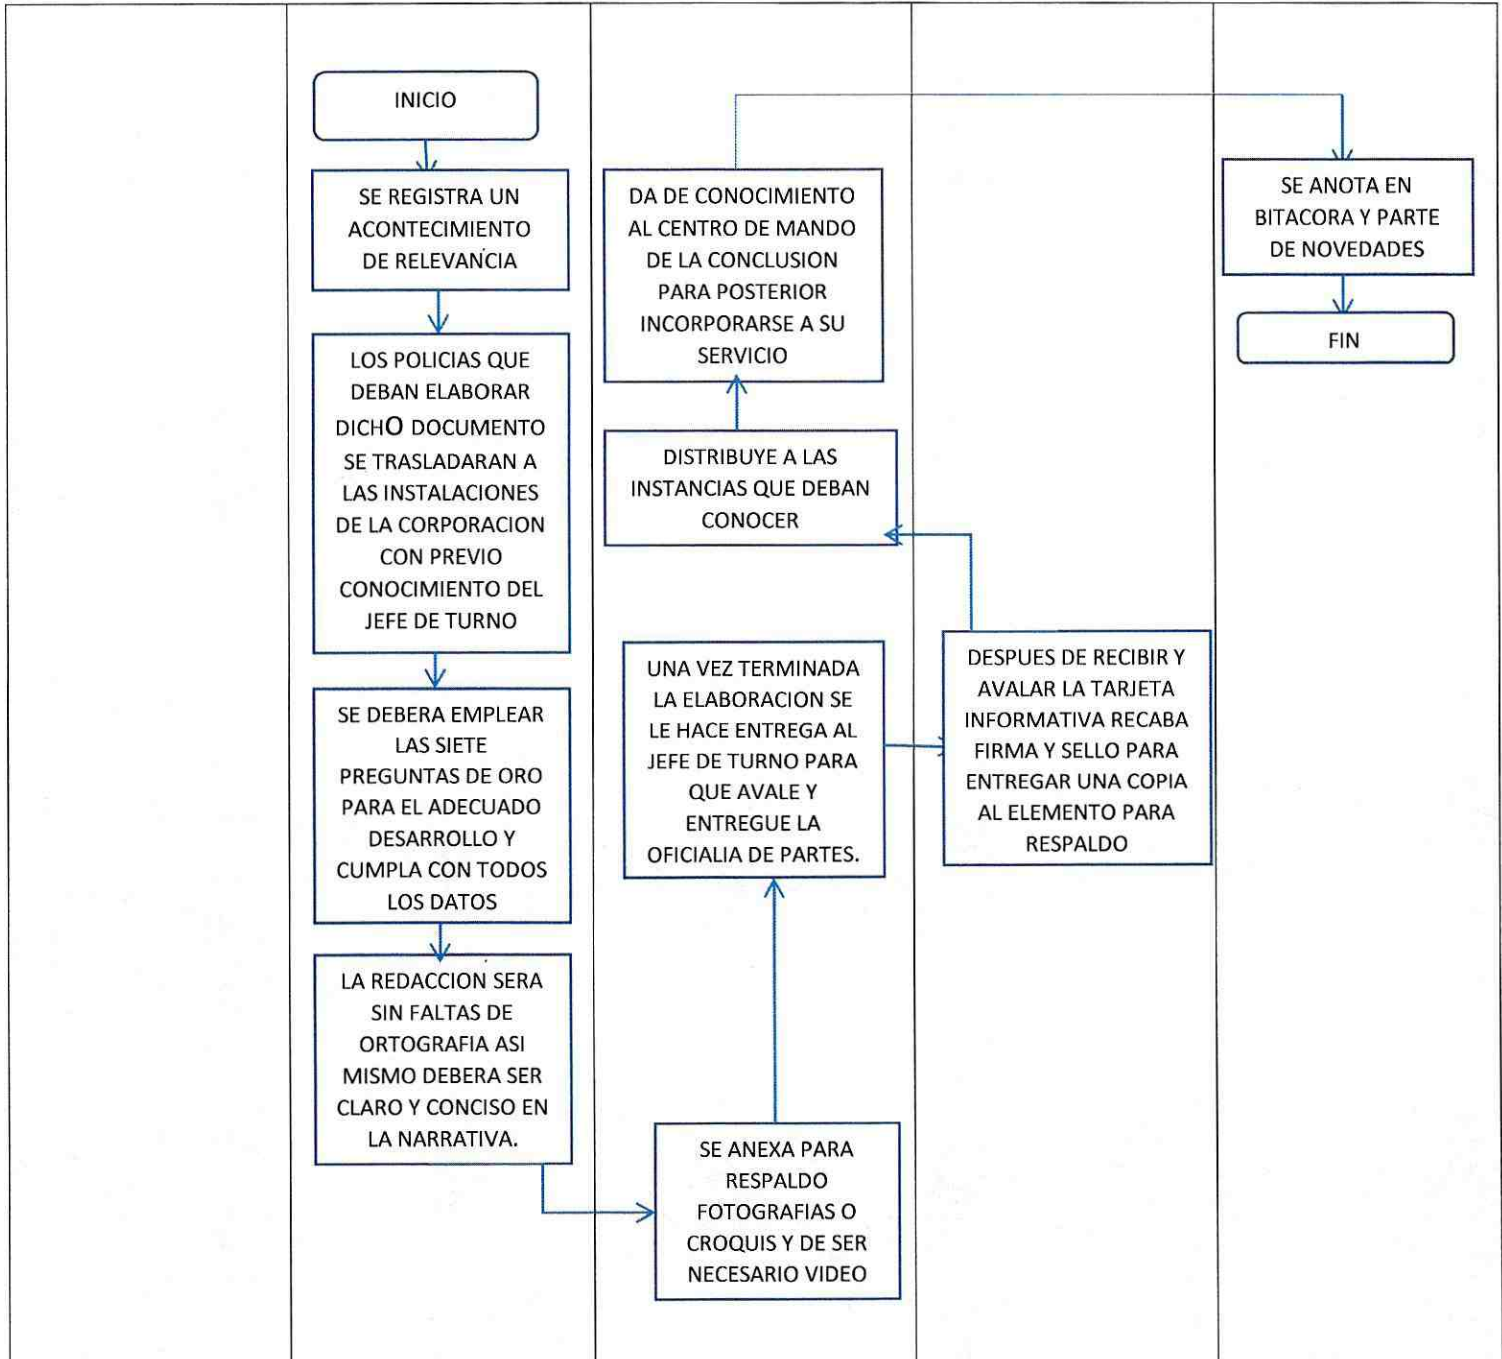 INICIO
SE REGISTRA UN
ACONTECIMIENTO
DE RELEVANCIA
LOS POLICIAS QUE
DEBAN ELABORAR
DICHO DOCUMENTO
SE TRASLADARAN A
LAS INSTALACIONES
DE LA CORPORACION
CON PREVIO
CONOCIMIENTO DEL
JEFE DE TURNO
SE DEBERA EMPLEAR
LAS SIETE
PREGUNTAS DE ORO
PARA EL ADECUADO
DESARROLLO Y
CUMPLA CON TODOS
LOS DATOS
LA REDACCION SERA
SIN FALTAS DE
ORTOGRAFIA ASI
MISMO DEBERA SER
CLARO Y CONCISO EN
LA NARRATIVA.
SE ANEXA PARA
RESPALDO
FOTOGRAFIAS O
CROQUIS Y DE SER
NECESARIO VIDEO
UNA VEZ TERMINADA
LA ELABORACION SE
LE HACE ENTREGA AL
JEFE DE TURNO PARA
QUE AVALE Y
ENTREGUE LA
OFICIALIA DE PARTES.
DESPUES DE RECIBIR Y
AVALAR LA TARJETA
INFORMATIVA RECABA
FIRMA Y SELLO PARA
ENTREGAR UNA COPIA
AL ELEMENTO PARA
RESPALDO
DISTRIBUYE A LAS
INSTANCIAS QUE DEBAN
CONOCER
DA DE CONOCIMIENTO
AL CENTRO DE MANDO
DE LA CONCLUSION
PARA POSTERIOR
INCORPORARSE A SU
SERVICIO
SE ANOTA EN
BITACORA Y PARTE
DE NOVEDADES
FIN